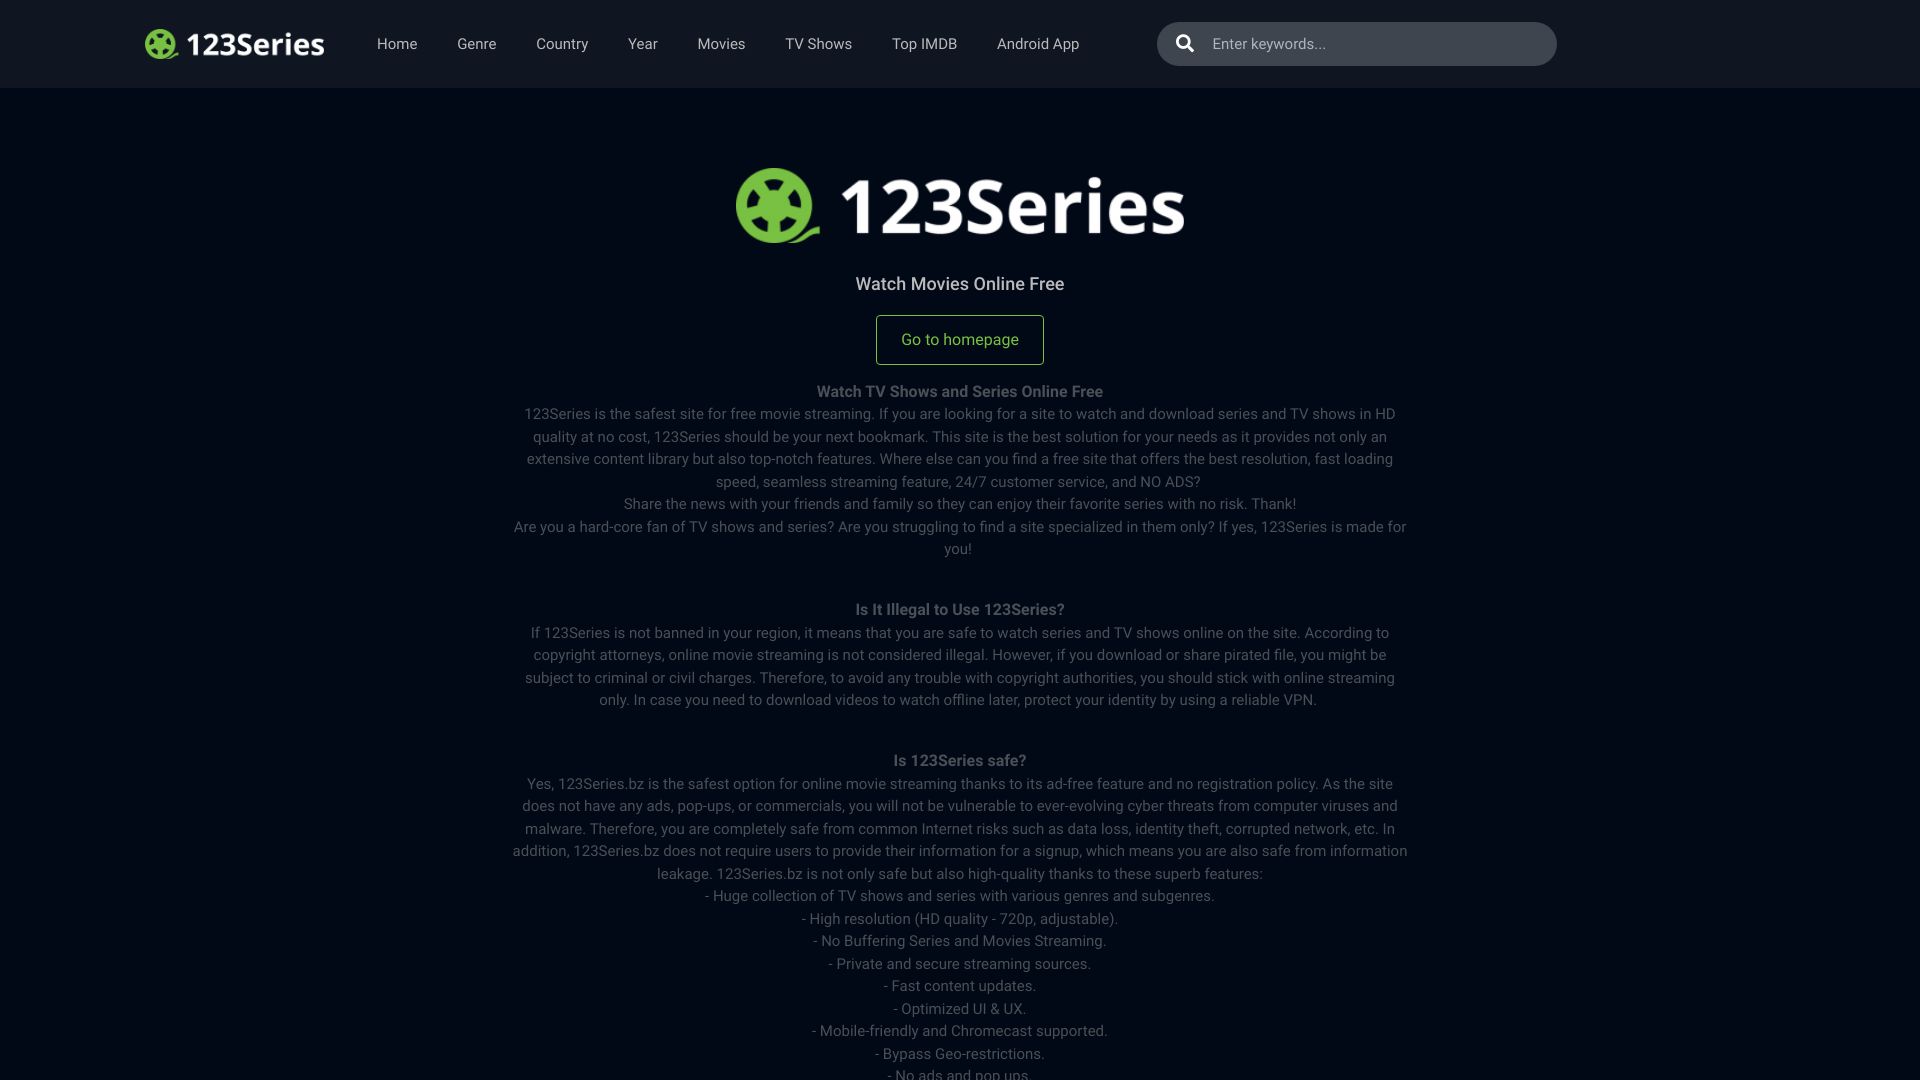 123Series
Home
Genre
Country
Year
Movies
TV Shows
Top IMDB
Android App
Enter keywords...
123Series
Watch Movies Online Free
Go to homepage
Watch TV Shows and Series Online Free
123Series is the safest site for free movie streaming. If you are looking for a site to watch and download series and TV shows in HD
quality at no cost, 123Series should be your next bookmark. This site is the best solution for your needs as it provides not only an
extensive content library but also top-notch features. Where else can you find a free site that offers the best resolution, fast loading
speed, seamless streaming feature, 24/7 customer service, and NO ADS?
Share the news with your friends and family so they can enjoy their favorite series with no risk. Thank!
Are you a hard-core fan of TV shows and series? Are you struggling to find a site specialized in them only? If yes, 123Series is made for
you!
Is It Illegal to Use 123Series?
If 123Series is not banned in your region, it means that you are safe to watch series and TV shows online on the site. According to
copyright attorneys, online movie streaming is not considered illegal. However, if you download or share pirated file, you might be
subject to criminal or civil charges. Therefore, to avoid any trouble with copyright authorities, you should stick with online streaming
only. In case you need to download videos to watch offline later, protect your identity by using a reliable VPN.
Is 123Series safe?
Yes, 123Series.bz is the safest option for online movie streaming thanks to its ad-free feature and no registration policy. As the site
does not have any ads, pop-ups, or commercials, you will not be vulnerable to ever-evolving cyber threats from computer viruses and
malware. Therefore, you are completely safe from common Internet risks such as data loss, identity theft, corrupted network, etc. In
addition, 123Series.bz does not require users to provide their information for a signup, which means you are also safe from information
leakage. 123Series.bz is not only safe but also high-quality thanks to these superb features:
- Huge collection of TV shows and series with various genres and subgenres.
- High resolution (HD quality - 720p, adjustable).
- No Buffering Series and Movies Streaming.
- Private and secure streaming sources.
- Fast content updates.
- Optimized UI & UX.
- Mobile-friendly and Chromecast supported.
- Bypass Geo-restrictions.
- No ads and pop ups.